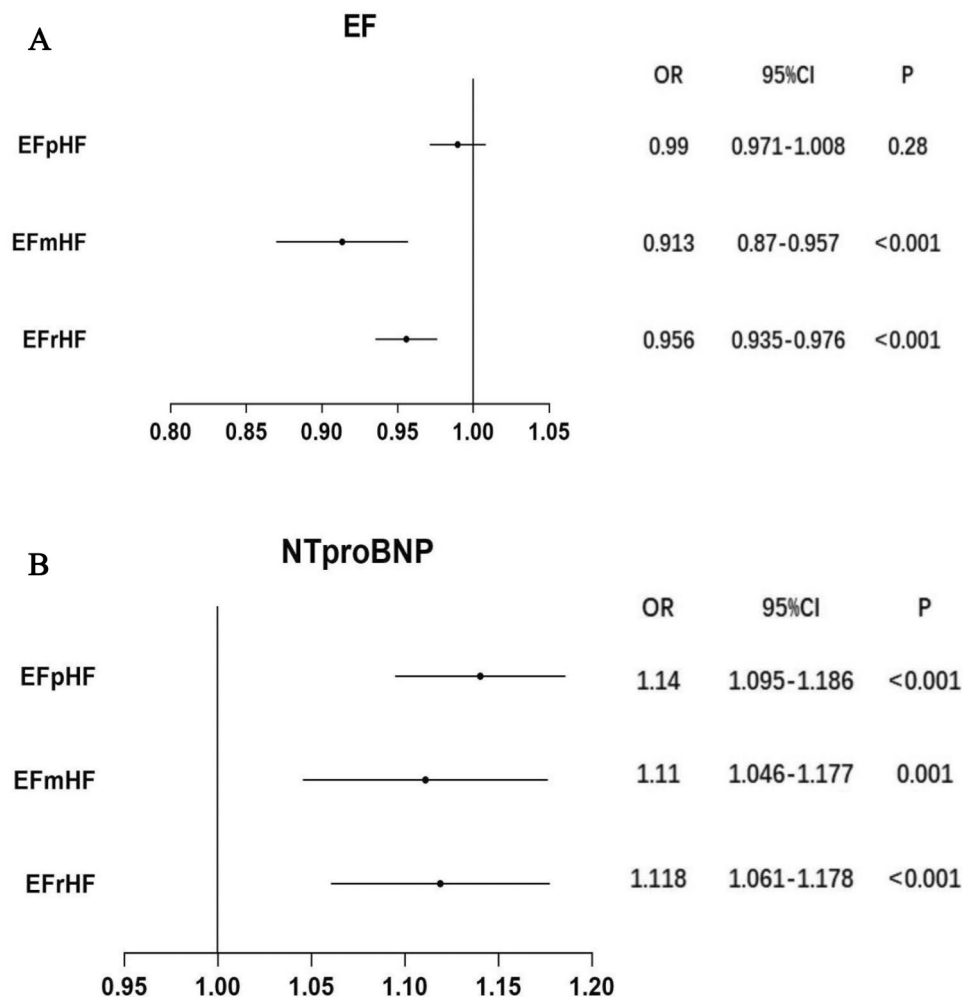 A
EF
OR 95%CI P
EFpHF 0.99 0.971-1.008 0.28
EFmHF 0.913 0.87-0.957 <0.001
EFrHF 0.956 0.935-0.976 <0.001
0.80 0.85 0.90 0.95 1.00 1.05
B
NTproBNP
OR 95%CI P
EFpHF 1.14 1.095-1.186 <0.001
EFmHF 1.11 1.046-1.177 0.001
EFrHF 1.118 1.061-1.178 <0.001
0.95 1.00 1.05 1.10 1.15 1.20